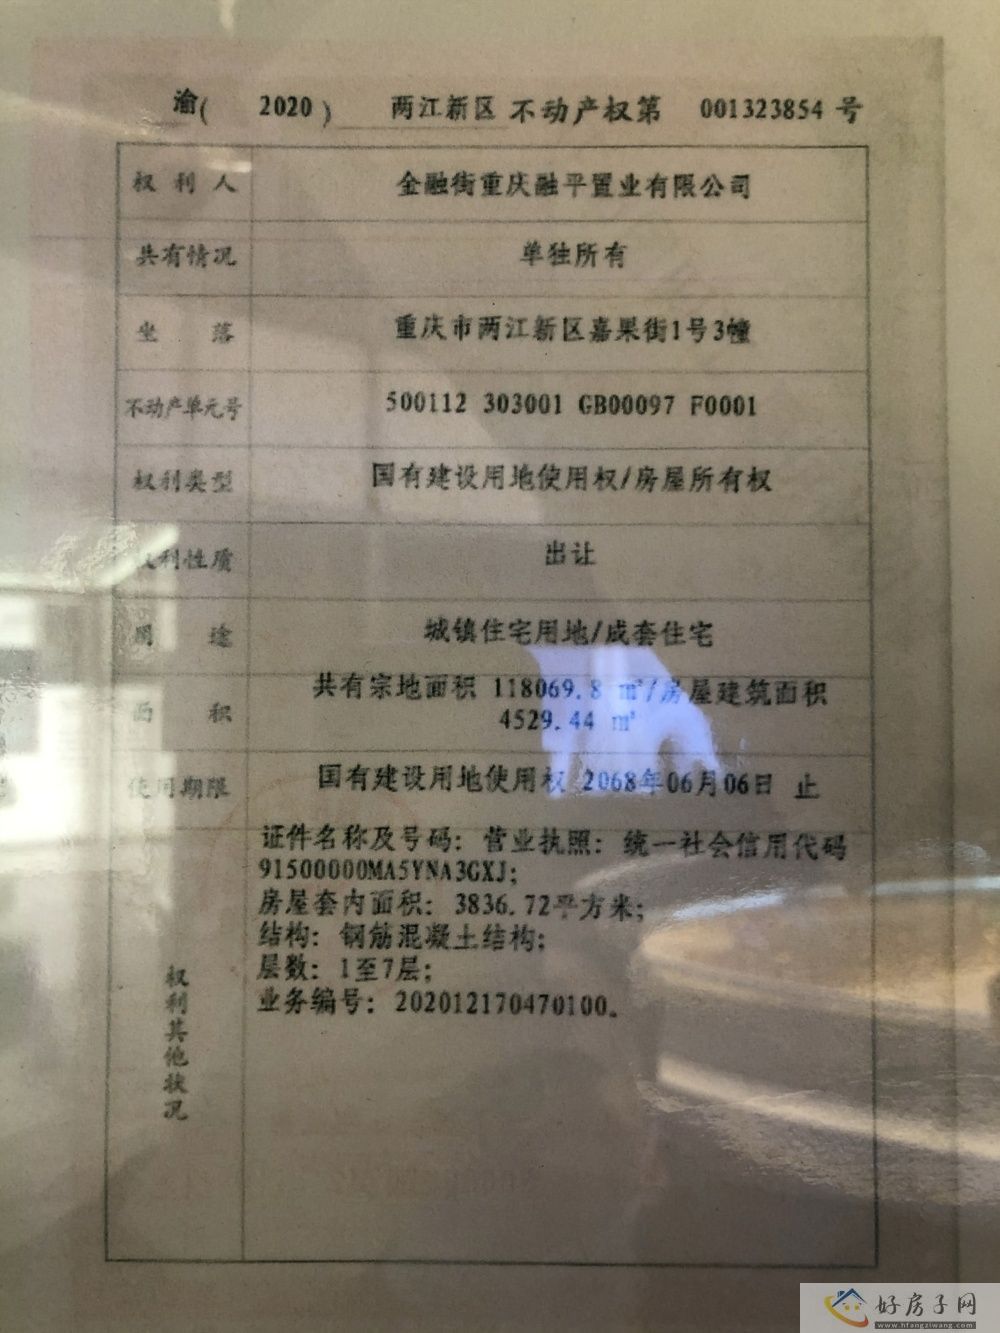 渝( 2020 ) 两江新区 不动产权第 001323854 号
权利人 金融街重庆融平置业有限公司
共有情况 单独所有
坐落 重庆市两江新区嘉果街1号3幢
不动产单元号 500112 303001 GB00097 F0001
权利类型 国有建设用地使用权/房屋所有权
权利性质 出让
用途 城镇住宅用地/成套住宅
面积 共有宗地面积 118069.8 ㎡/房屋建筑面积
4529.44 ㎡
使用期限 国有建设用地使用权 2068年06月06日 止
权利其他状况
证件名称及号码：营业执照：统一社会信用代码
91500000MA5YNA3GXJ;
房屋套内面积：3836.72平方米;
结构：钢筋混凝土结构;
层数：1至7层;
业务编号：202012170470100。
好房子网
www.hfangziwang.com